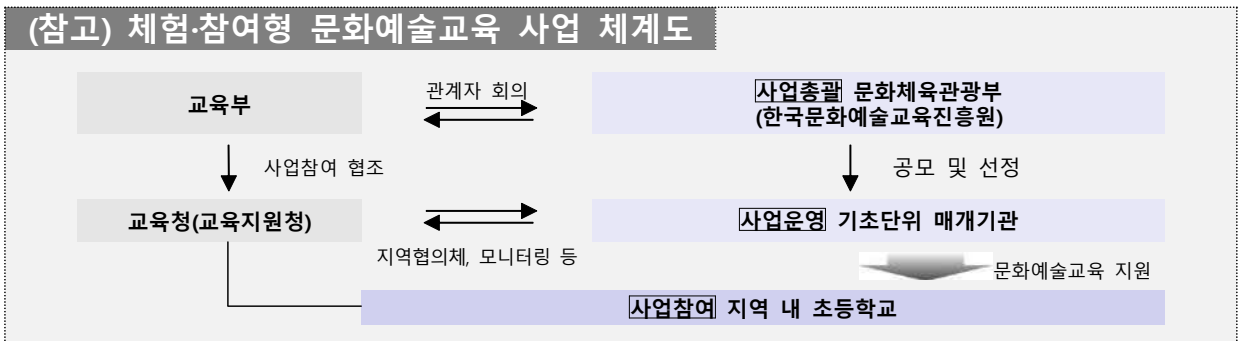 (참고) 체험·참여형 문화예술교육 사업 체계도
교육부
관계자 회의
사업총괄 문화체육관광부
(한국문화예술교육진흥원)
사업참여 협조
공모 및 선정
교육청(교육지원청)
사업운영 기초단위 매개기관
지역협의체, 모니터링 등
문화예술교육 지원
사업참여 지역 내 초등학교